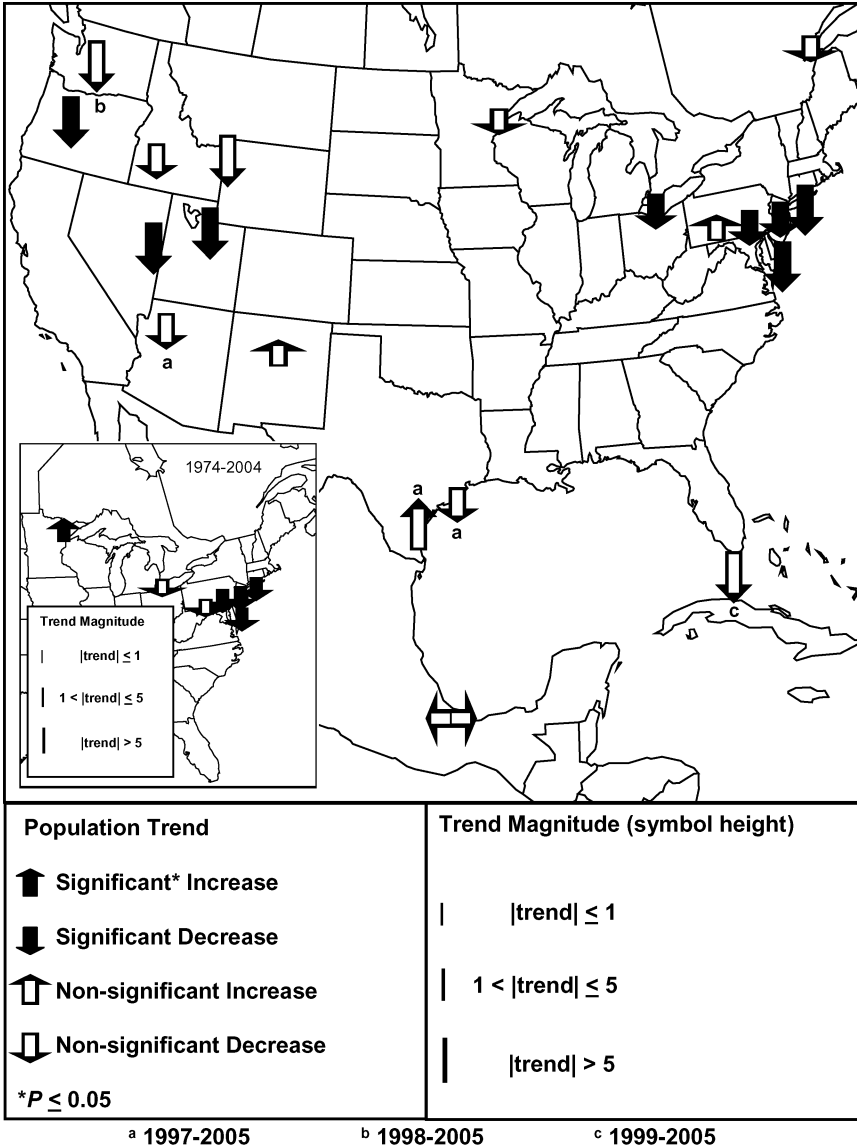 b
a
a
a
c
1974-2004
Trend Magnitude
|trend| ≤ 1
1 < |trend| ≤ 5
|trend| > 5
Population Trend
Significant* Increase
Significant Decrease
Non-significant Increase
Non-significant Decrease
*P ≤ 0.05
Trend Magnitude (symbol height)
|trend| ≤ 1
1 < |trend| ≤ 5
|trend| > 5
a 1997-2005 b 1998-2005 c 1999-2005